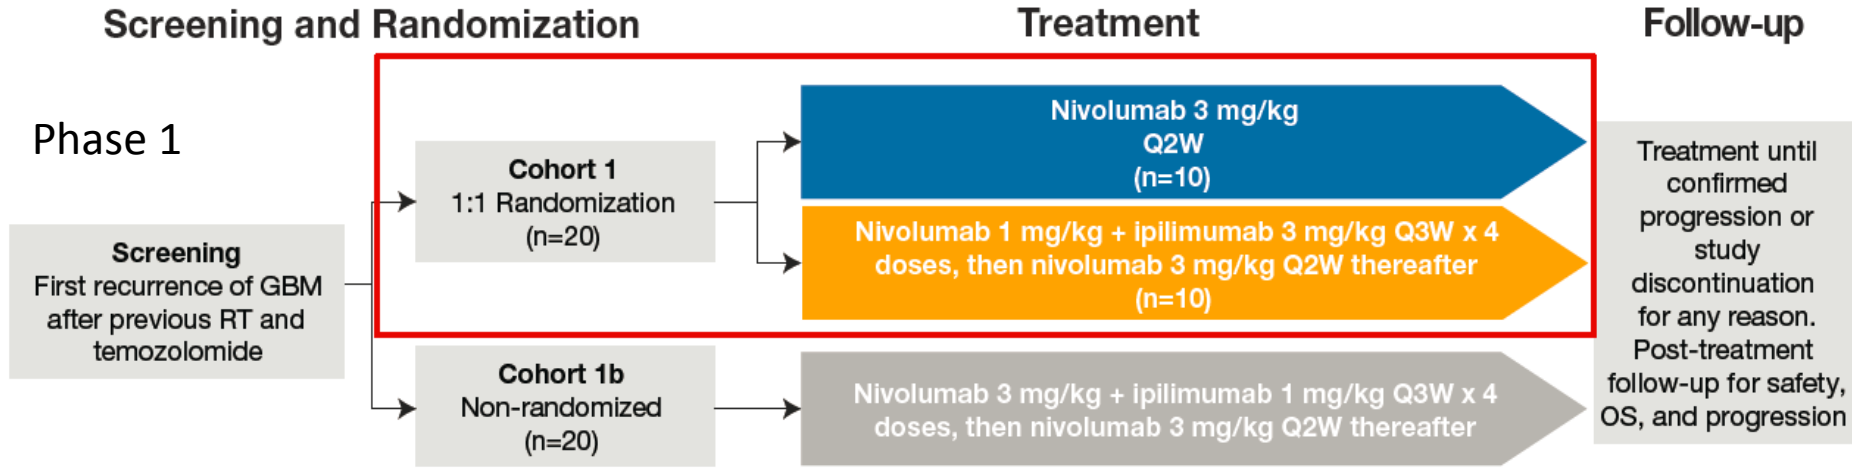 Screening and Randomization
Treatment
Follow-up
Phase 1
Screening
First recurrence of GBM
after previous RT and
temozolomide
Cohort 1
1:1 Randomization
(n=20)
Nivolumab 3 mg/kg
Q2W
(n=10)
Nivolumab 1 mg/kg + ipilimumab 3 mg/kg Q3W x 4
doses, then nivolumab 3 mg/kg Q2W thereafter
(n=10)
Cohort 1b
Non-randomized
(n=20)
Nivolumab 3 mg/kg + ipilimumab 1 mg/kg Q3W x 4
doses, then nivolumab 3 mg/kg Q2W thereafter
Treatment until
confirmed
progression or
study
discontinuation
for any reason.
Post-treatment
follow-up for safety,
OS, and progression